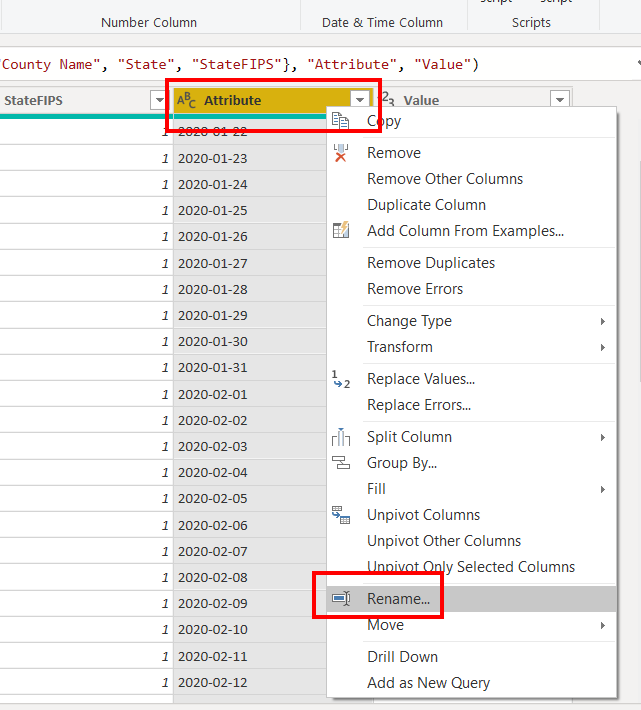 script script
Number Column Date & Time Column Scripts
County Name", "State", "StateFIPS"}, "Attribute", "Value")
StateFIPS ABC Attribute 23 Value
1 2020-01-22
1 2020-01-23
1 2020-01-24
1 2020-01-25
1 2020-01-26
1 2020-01-27
1 2020-01-28
1 2020-01-29
1 2020-01-30
1 2020-01-31
1 2020-02-01
1 2020-02-02
1 2020-02-03
1 2020-02-04
1 2020-02-05
1 2020-02-06
1 2020-02-07
1 2020-02-08
1 2020-02-09
1 2020-02-10
1 2020-02-11
1 2020-02-12
Copy
Remove
Remove Other Columns
Duplicate Column
Add Column From Examples...
Remove Duplicates
Remove Errors
Change Type
Transform
1 2 Replace Values...
Replace Errors...
Split Column
Group By...
Fill
Unpivot Columns
Unpivot Other Columns
Unpivot Only Selected Columns
Rename...
Move
Drill Down
Add as New Query